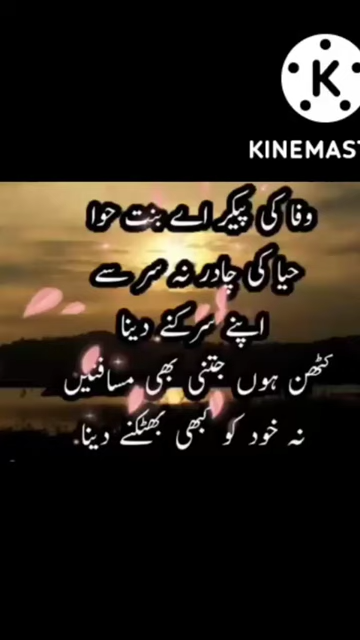 K
KINEMAST
وفا کی پیکر اے بنت حوا
حیا کی چادر نہ سر سے
اپنے سرکنے دینا
کٹھن ہوں جتنی بھی مسافتیں
نہ خود کو کبھی بھٹکنے دینا